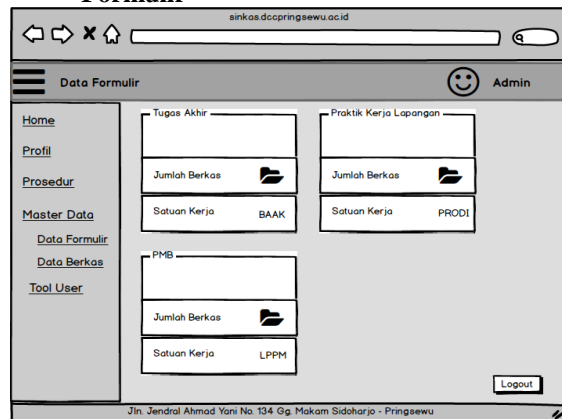 Formulir
sinkas.dccpringsewu.ac.id
Data Formulir
Admin
Home
Profil
Prosedur
Master Data
Data Formulir
Data Berkas
Tool User
Tugas Akhir
Jumlah Berkas
Satuan Kerja BAAK
Praktik Kerja Lapangan
Jumlah Berkas
Satuan Kerja PRODI
PMB
Jumlah Berkas
Satuan Kerja LPPM
Logout
Jln. Jendral Ahmad Yani No. 134 Gg. Makam Sidoharjo - Pringsewu